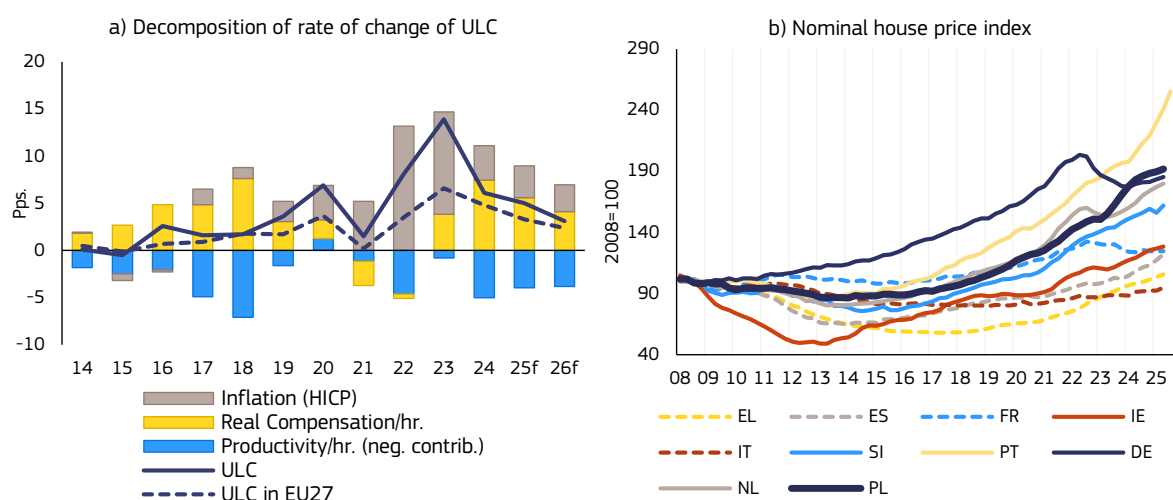 a) Decomposition of rate of change of ULC
20
15
10
5
0
-5
-10
Pps.
14 15 16 17 18 19 20 21 22 23 24 25f 26f
Inflation (HICP)
Real Compensation/hr.
Productivity/hr. (neg. contrib.)
ULC
ULC in EU27
b) Nominal house price index
290
240
190
140
90
40
2008=100
08 09 10 11 12 13 14 15 16 17 18 19 20 21 22 23 24 25
EL ES FR IE
IT SI PT DE
NL PL